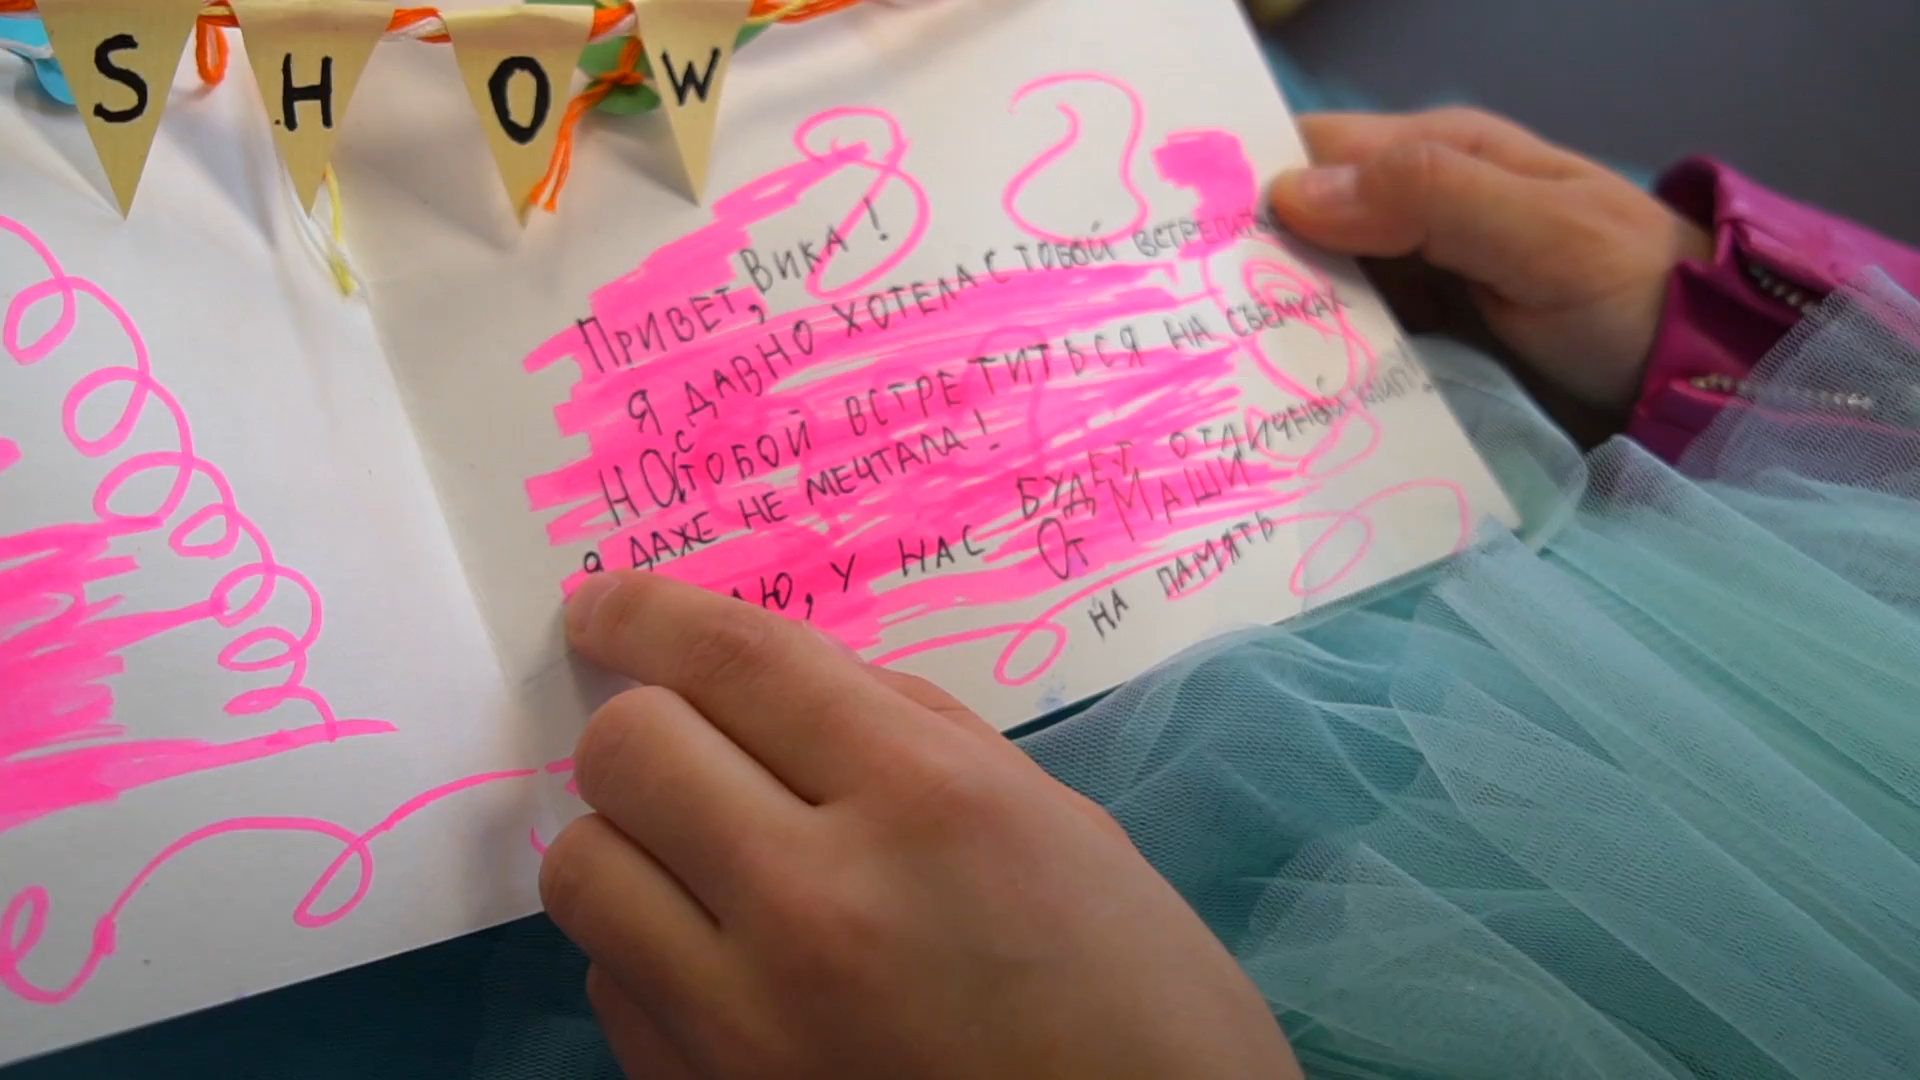 SHOW
ПРИВЕТ, ВИКА!
Я ДАВНО ХОТЕЛА С ТОБОЙ ВСТРЕТИТЬСЯ
НО С ТОБОЙ ВСТРЕТИТЬСЯ НА СЪЕМКАХ
Я ДАЖЕ НЕ МЕЧТАЛА!
У НАС БУДЕТ ОТЛИЧНЫЙ КЛИП!
ОТ МАШИ
НА ПАМЯТЬ